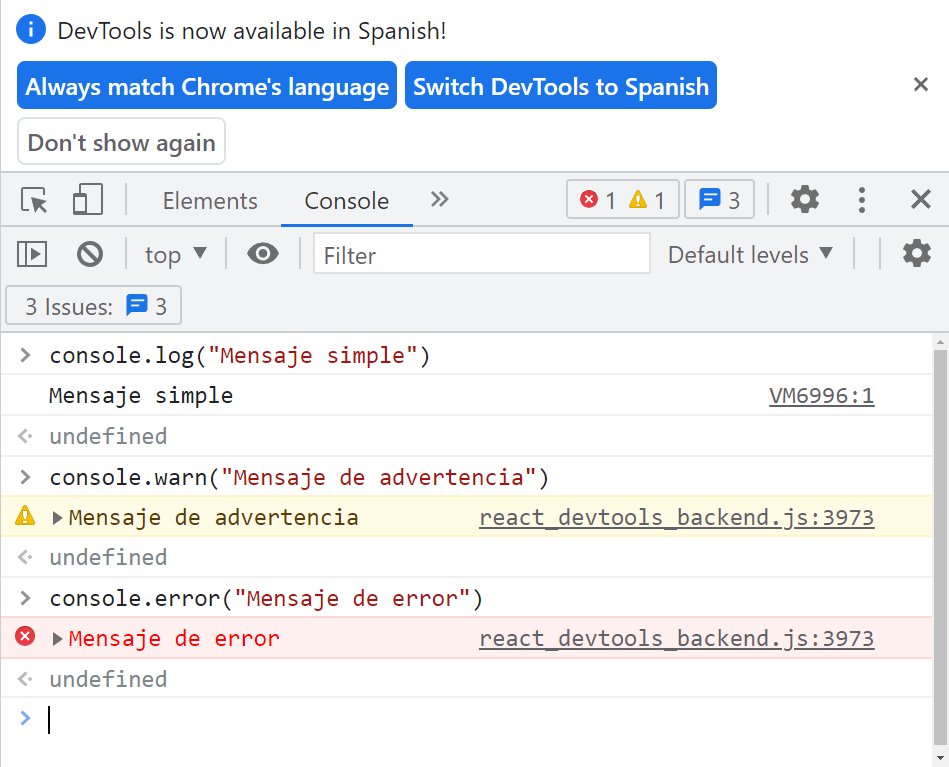 DevTools is now available in Spanish!
Always match Chrome's language Switch DevTools to Spanish
Don't show again
Elements Console 1 1 3
top Filter Default levels
3 Issues: 3
console.log("Mensaje simple")
Mensaje simple VM6996:1
undefined
console.warn("Mensaje de advertencia")
Mensaje de advertencia react_devtools_backend.js:3973
undefined
console.error("Mensaje de error")
Mensaje de error react_devtools_backend.js:3973
undefined